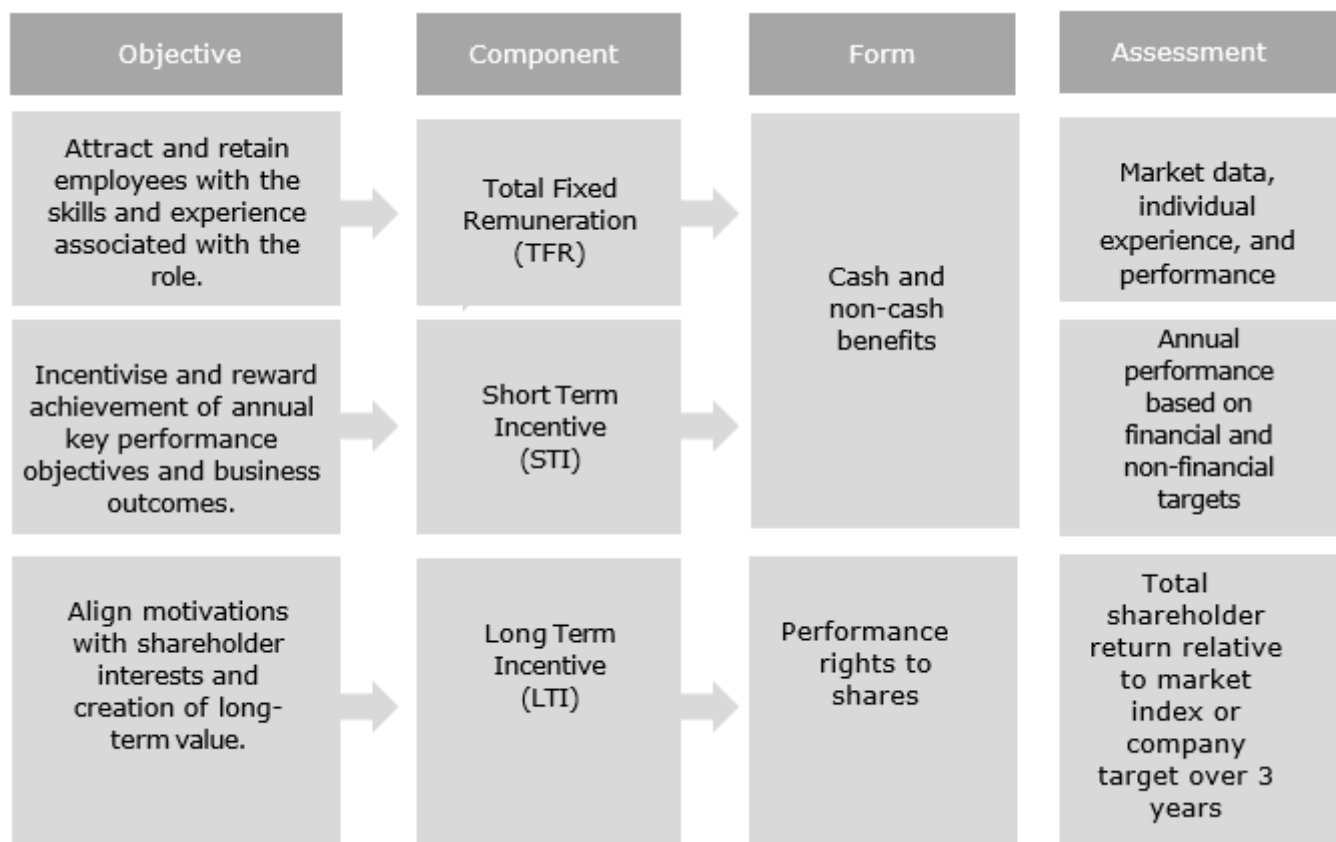 Objective
Component
Form
Assessment
Attract and retain
employees with the
skills and experience
associated with the
role.
Total Fixed
Remuneration
(TFR)
Cash and
non-cash
benefits
Market data,
individual
experience, and
performance
Incentivise and reward
achievement of annual
key performance
objectives and business
outcomes.
Short Term
Incentive
(STI)
Annual
performance
based on
financial and
non-financial
targets
Align motivations
with shareholder
interests and
creation of long-
term value.
Long Term
Incentive
(LTI)
Performance
rights to
shares
Total
shareholder
return relative
to market
index or
company
target over 3
years